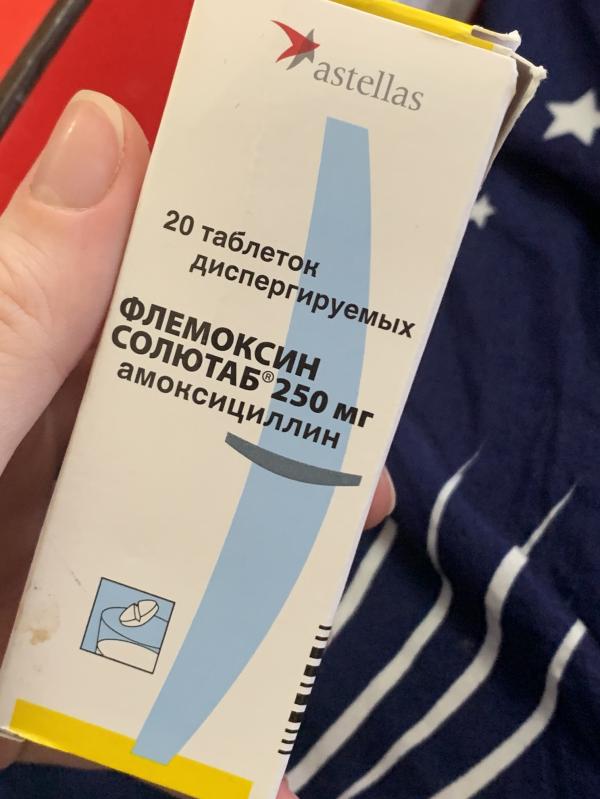 astellas
20 таблеток
диспергируемых
ФЛЕМОКСИН
СОЛЮТАБ® 250 мг
амоксициллин